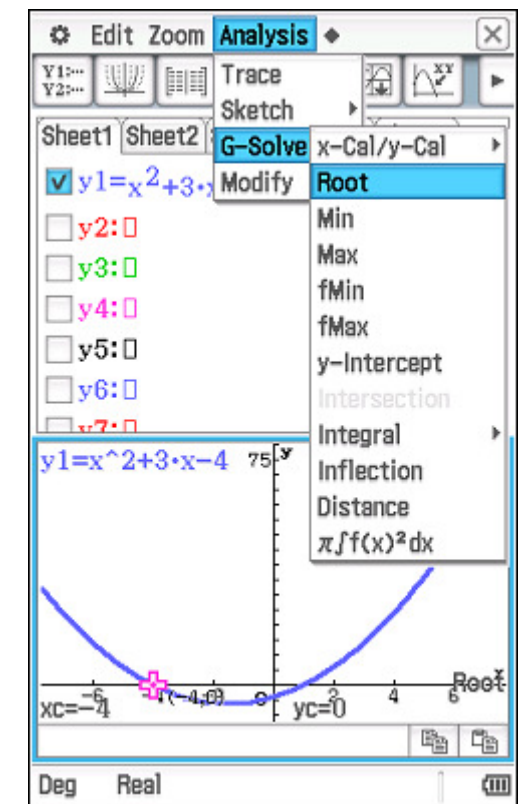 Edit Zoom Analysis
Y1:...
Y2:...
Trace
Sketch
G-Solve
Modify
Sheet1 Sheet2
x-Cal/y-Cal
Root
Min
Max
fMin
fMax
y-Intercept
Intersection
Integral
Inflection
Distance
π∫f(x)²dx
y1=x²+3·
y2:
y3:
y4:
y5:
y6:
y7:
y1=x^2+3·x-4 75 y
-6 (-4,0) 0 2 4 Root
xc=-4 yc=0
Deg Real